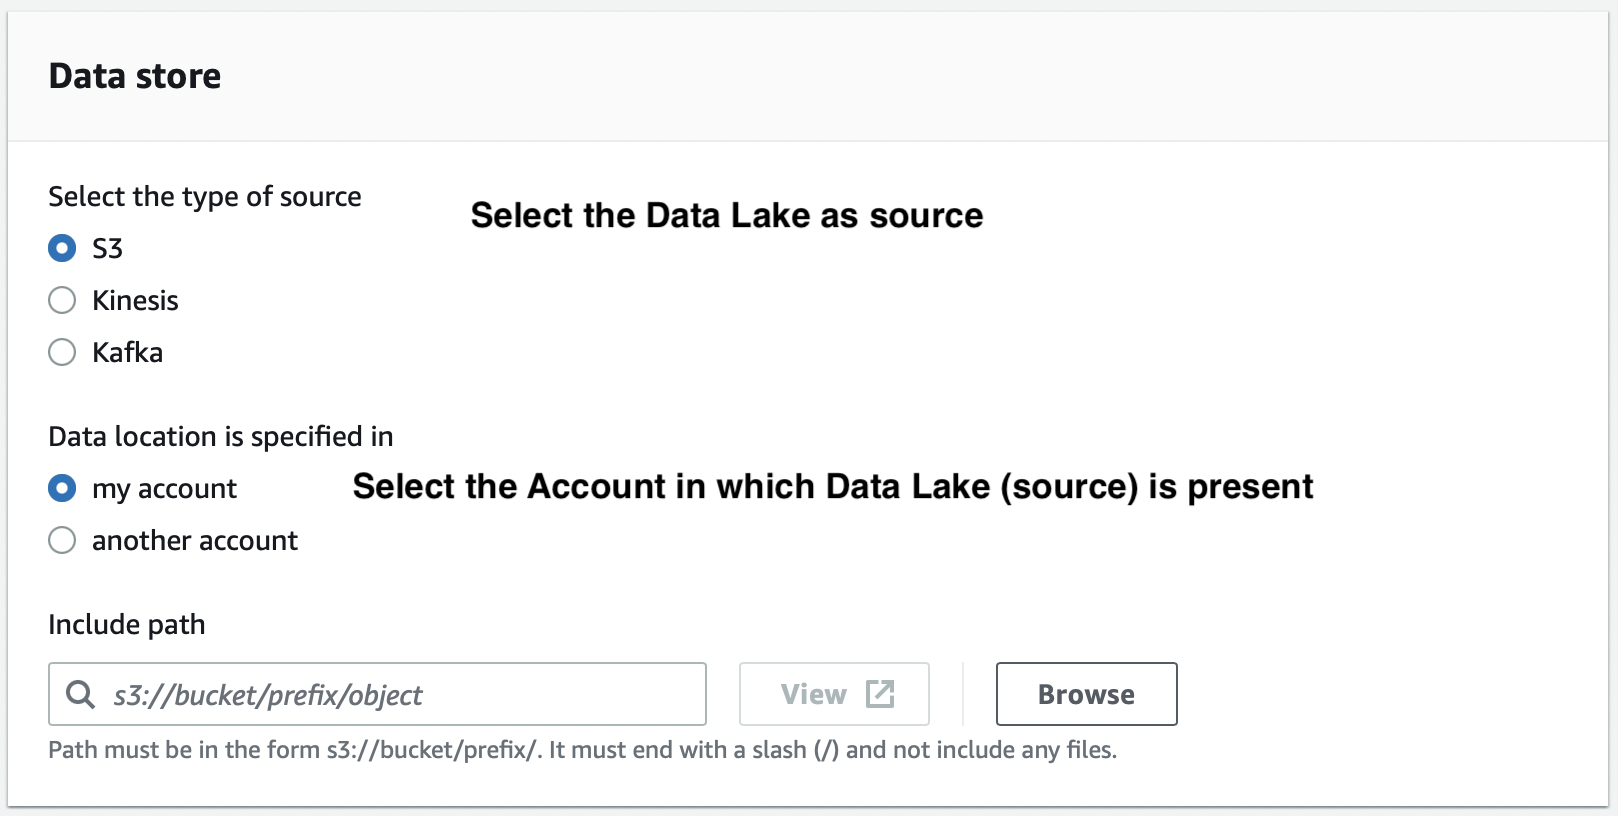 Data store
Select the type of source
Select the Data Lake as source
S3
Kinesis
Kafka
Data location is specified in
my account
Select the Account in which Data Lake (source) is present
another account
Include path
s3://bucket/prefix/object
View
Browse
Path must be in the form s3://bucket/prefix/. It must end with a slash (/) and not include any files.